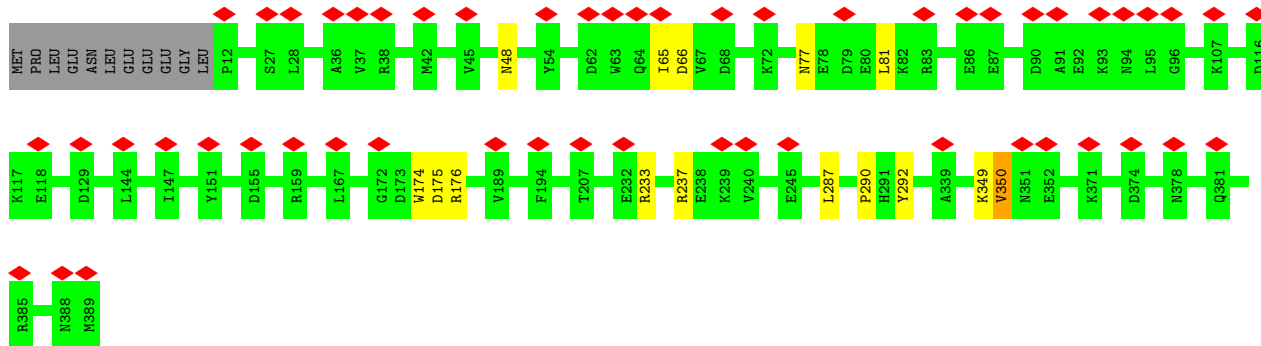 MET PRO LEU GLU ASN LEU GLU GLU GLY LEU P12 S27 L28 A36 V37 R38 M42 V45 N48 Y54 D62 W63 Q64 I65 D66 V67 D68 K72 N77 E78 D79 E80 L81 K82 R83 E86 E87 D90 A91 E92 K93 N94 L95 G96 K107 D116
K117 E118 D129 L144 I147 Y151 D155 R159 L167 G172 D173 W174 D175 R176 V189 F194 T207 E232 R233 R237 E238 K239 V240 E245 L287 P290 H291 Y292 A339 K349 V350 N351 E352 K371 D374 N378 Q381
R385 N388 M389